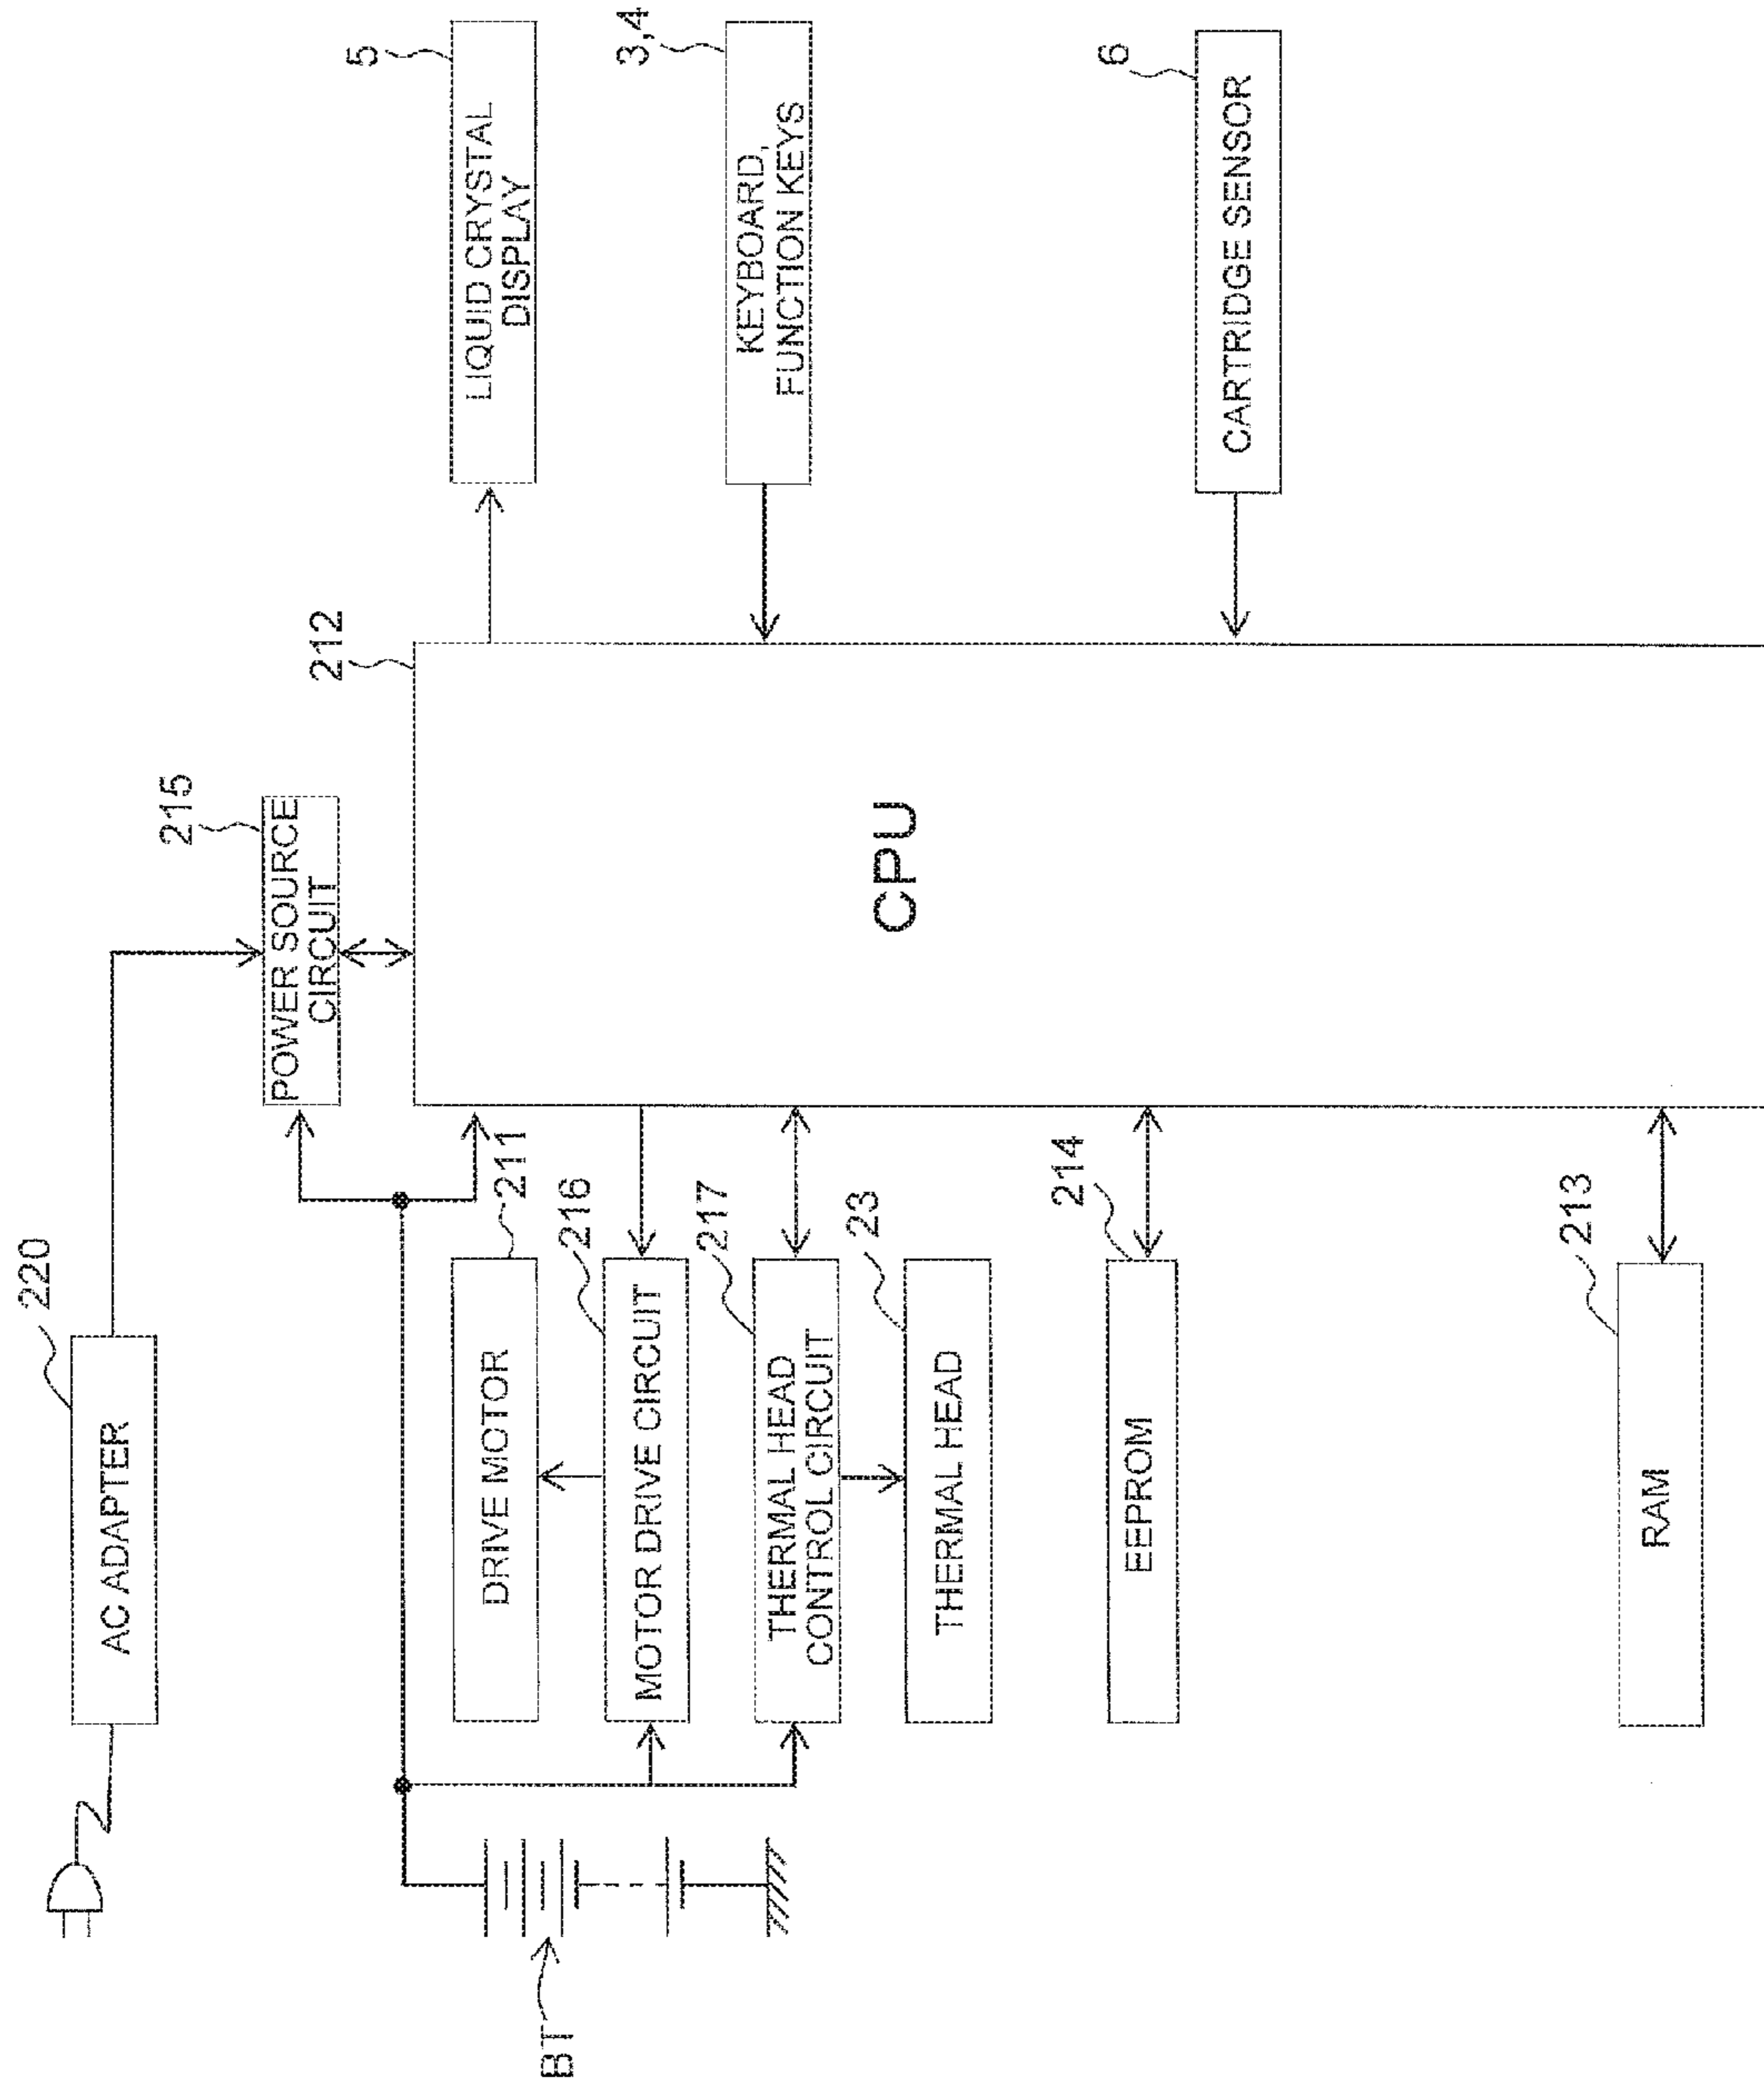 220
AC ADAPTER
215
POWER SOURCE
CIRCUIT
212
5
LIQUID CRYSTAL
DISPLAY
BT
211
DRIVE MOTOR
216
MOTOR DRIVE CIRCUIT
3,4
KEYBOARD,
FUNCTION KEYS
217
THERMAL HEAD
CONTROL CIRCUIT
CPU
23
THERMAL HEAD
214
EEPROM
6
CARTRIDGE SENSOR
213
RAM